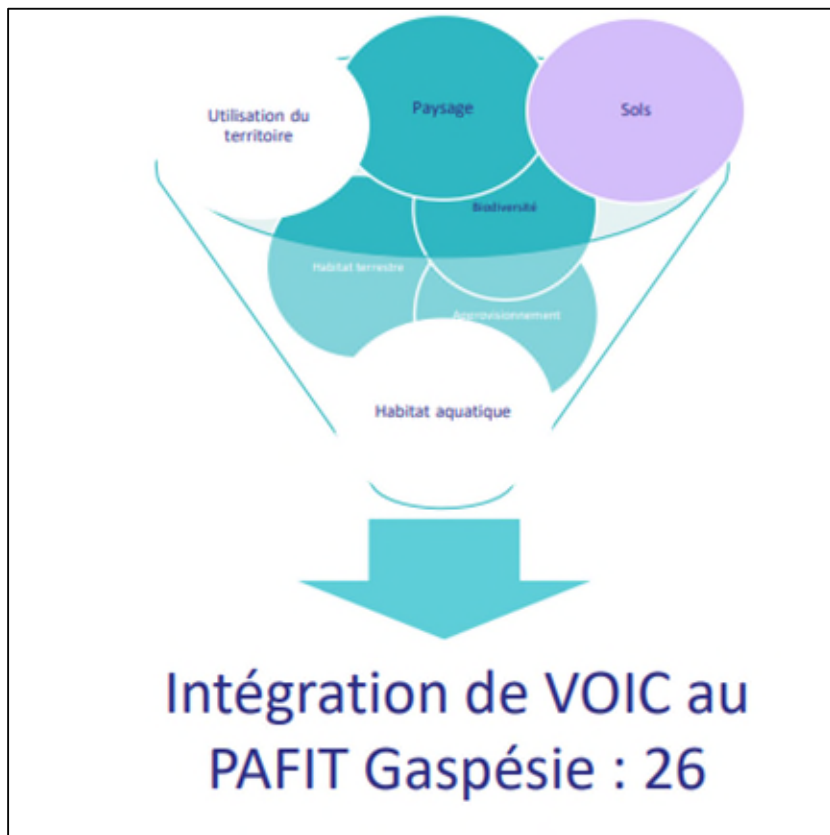 Utilisation du
territoire
Paysage
Sols
Biodiversité
Habitat terrestre
Approvisionnement
Habitat aquatique
Intégration de VOIC au
PAFIT Gaspésie : 26